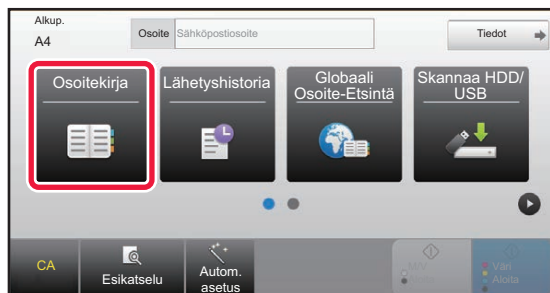 Alkup.
A4
Osoite
Sähköpostiosoite
Tiedot
Osoitekirja
Lähetyshistoria
Globaali
Osoite-Etsintä
Skannaa HDD/
USB
CA
Esikatselu
Autom.
asetus
M/V
Aloita
Väri
Aloita